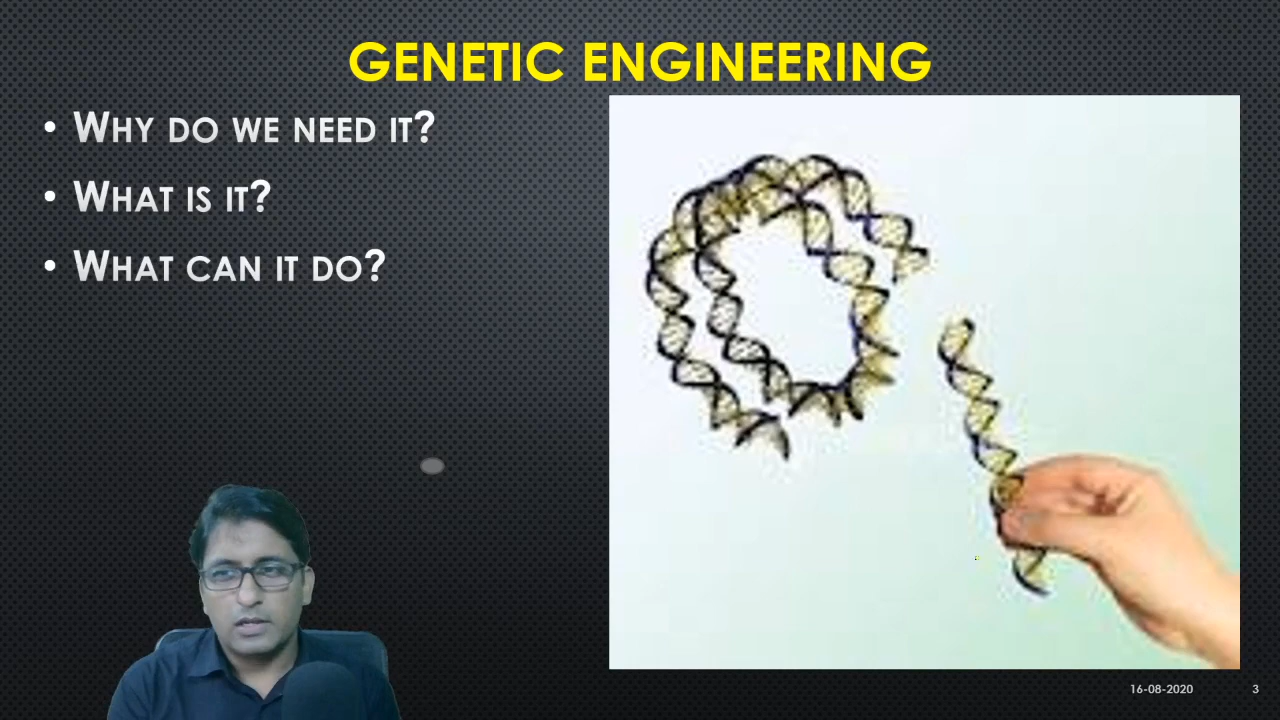 GENETIC ENGINEERING
• WHY DO WE NEED IT?
• WHAT IS IT?
• WHAT CAN IT DO?
16-08-2020 3